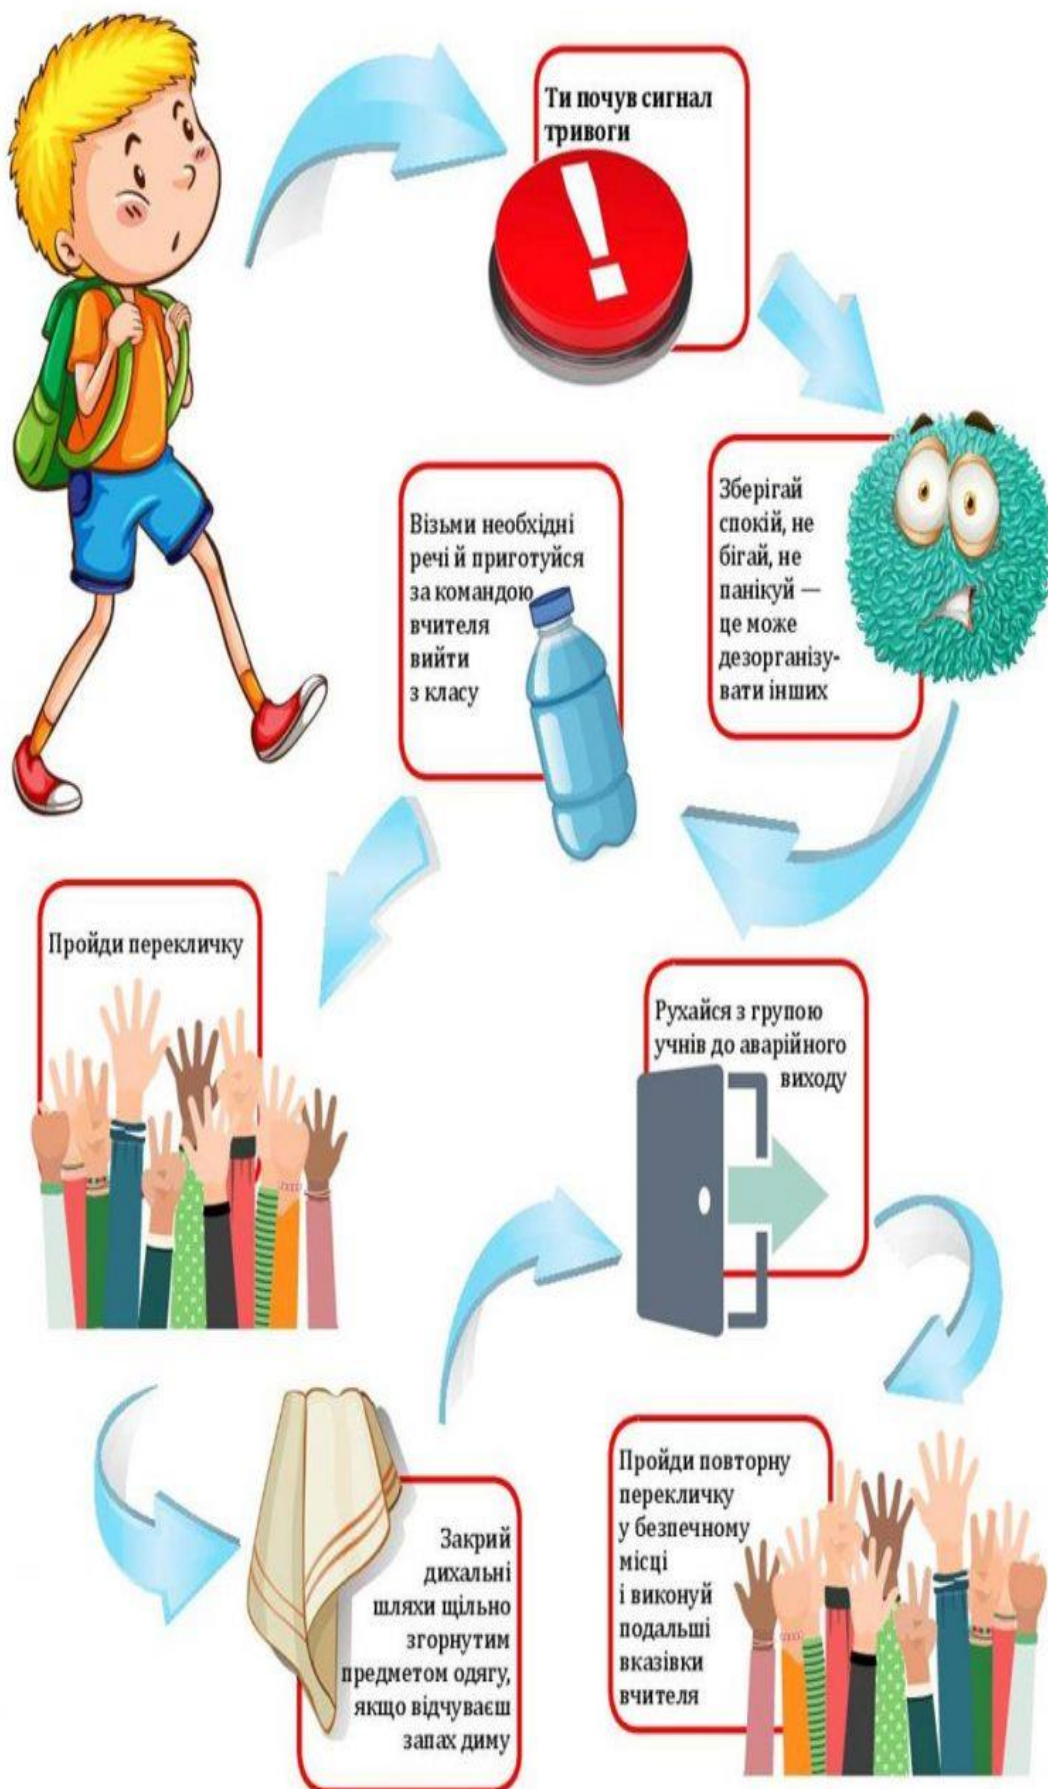 Ти почув сигнал
тривоги
Зберігай
спокій, не
бігай, не
панікуй —
це може
дезорганізу-
вати інших
Візьми необхідні
речі й приготуйся
за командою
вчителя
вийти
з класу
Пройди перекличку
Закрий
дихальні
шляхи щільно
згорнутим
предметом одягу,
якщо відчуваєш
запах диму
Рухайся з групою
учнів до аварійного
виходу
Пройди повторну
перекличку
у безпечному
місці
і виконуй
подальші
вказівки
вчителя